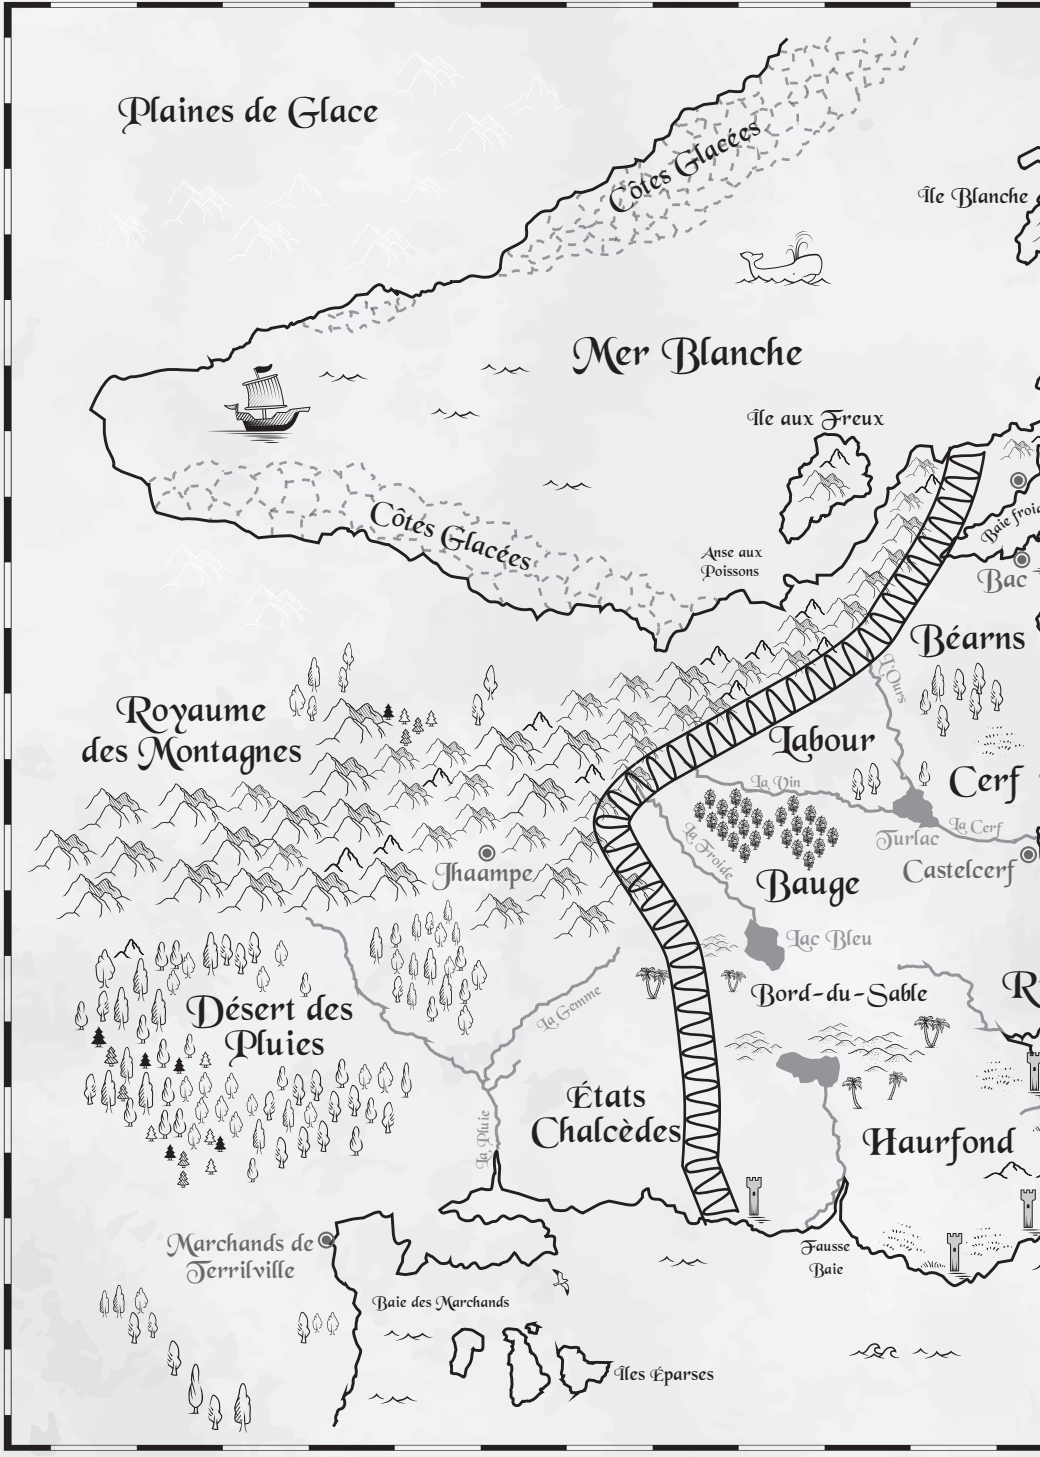 Plaines de Glace
Côtes Glacées
Île Blanche
Mer Blanche
Île aux Freux
Côtes Glacées
Anse aux
Poissons
Bac
Béarns
L'Ours
Royaume
des Montagnes
Labour
La Vin
Cerf
Turlac
La Cerf
Castelcerf
La Froide
Jhaampe
Bauge
Lac Bleu
Bord-du-Sable
La Gemme
Désert des
Pluies
États
Chalcèdes
La Pluie
Haurfond
Marchands de
Terrilville
Fausse
Baie
Baie des Marchands
Îles Éparses